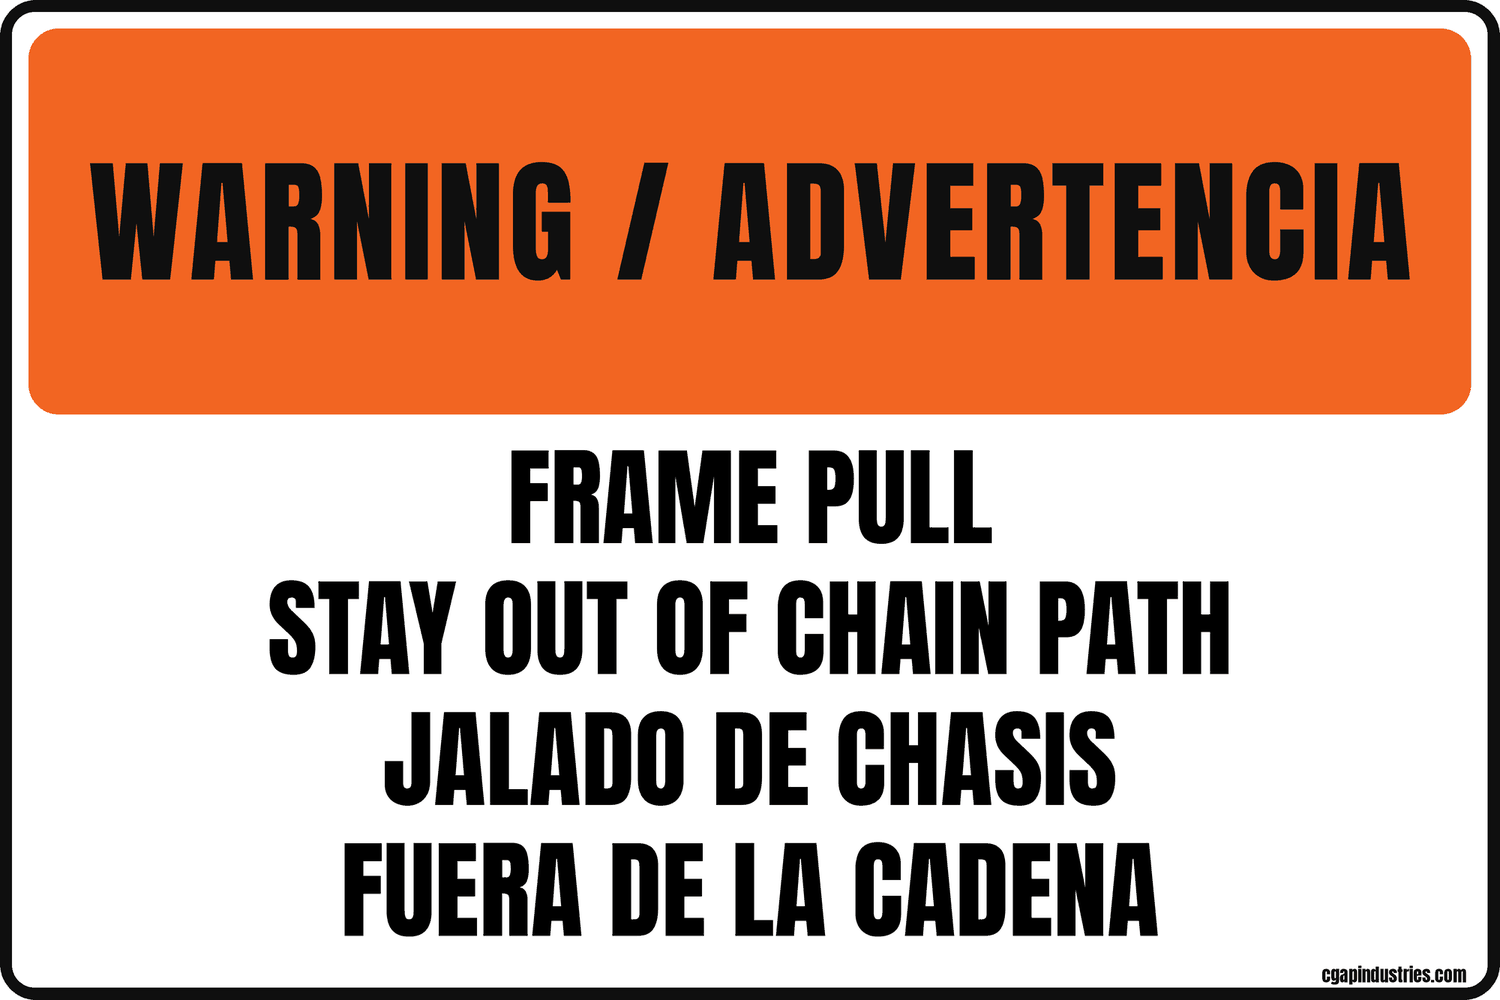 WARNING / ADVERTENCIA
FRAME PULL
STAY OUT OF CHAIN PATH
JALADO DE CHASIS
FUERA DE LA CADENA
cgapindustries.com